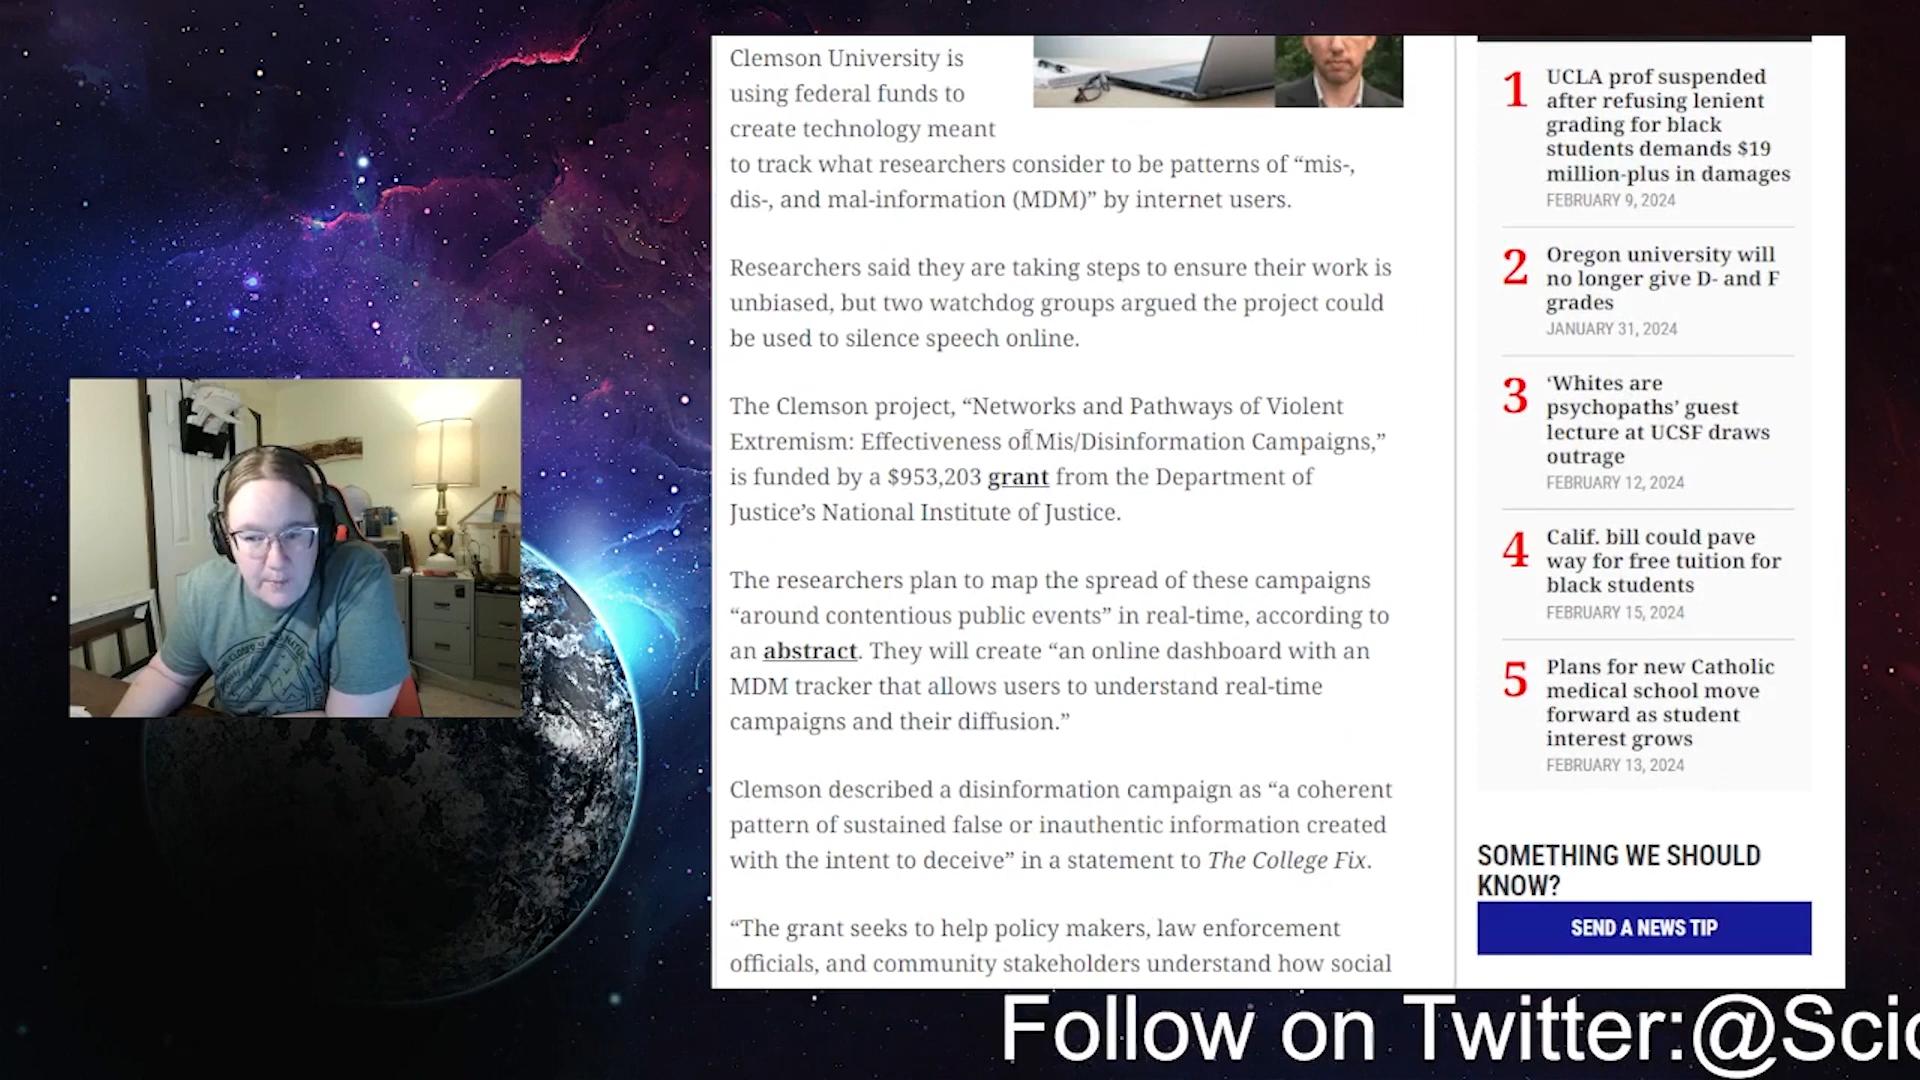 Clemson University is
using federal funds to
create technology meant
to track what researchers consider to be patterns of “mis-,
dis-, and mal-information (MDM)” by internet users.
Researchers said they are taking steps to ensure their work is
unbiased, but two watchdog groups argued the project could
be used to silence speech online.
The Clemson project, “Networks and Pathways of Violent
Extremism: Effectiveness of Mis/Disinformation Campaigns,”
is funded by a $953,203 grant from the Department of
Justice’s National Institute of Justice.
The researchers plan to map the spread of these campaigns
“around contentious public events” in real-time, according to
an abstract. They will create “an online dashboard with an
MDM tracker that allows users to understand real-time
campaigns and their diffusion.”
Clemson described a disinformation campaign as “a coherent
pattern of sustained false or inauthentic information created
with the intent to deceive” in a statement to The College Fix.
“The grant seeks to help policy makers, law enforcement
officials, and community stakeholders understand how social
1
UCLA prof suspended
after refusing lenient
grading for black
students demands $19
million-plus in damages
FEBRUARY 9, 2024
2
Oregon university will
no longer give D- and F
grades
JANUARY 31, 2024
3
‘Whites are
psychopaths’ guest
lecture at UCSF draws
outrage
FEBRUARY 12, 2024
4
Calif. bill could pave
way for free tuition for
black students
FEBRUARY 15, 2024
5
Plans for new Catholic
medical school move
forward as student
interest grows
FEBRUARY 13, 2024
SOMETHING WE SHOULD
KNOW?
SEND A NEWS TIP
Follow on Twitter:@Scio